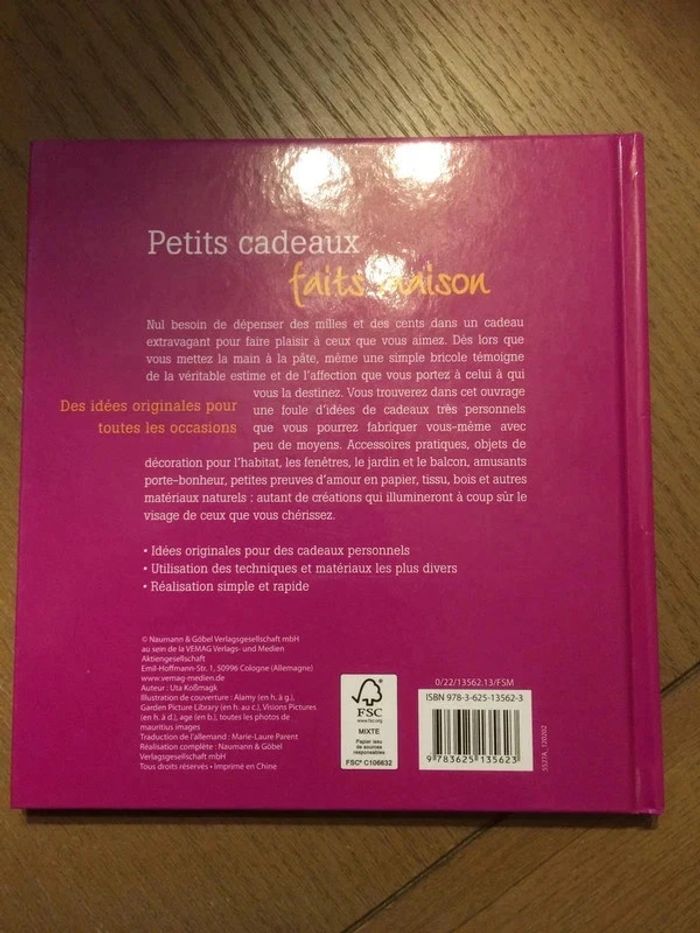 Petits cadeaux
faits maison
Nul besoin de dépenser des milles et des cents dans un cadeau
extravagant pour faire plaisir à ceux que vous aimez. Dès lors que
vous mettez la main à la pâte, même une simple bricole témoigne
de la véritable estime et de l'affection que vous portez à celui à qui
vous la destinez. Vous trouverez dans cet ouvrage
une foule d'idées de cadeaux très personnels
que vous pourrez fabriquer vous-même avec
peu de moyens. Accessoires pratiques, objets de
décoration pour l'habitat, les fenêtres, le jardin et le balcon, amusants
porte-bonheur, petites preuves d'amour en papier, tissu, bois et autres
matériaux naturels : autant de créations qui illumineront à coup sûr le
visage de ceux que vous chérissez.
Des idées originales pour
toutes les occasions
• Idées originales pour des cadeaux personnels
• Utilisation des techniques et matériaux les plus divers
• Réalisation simple et rapide
© Naumann & Göbel Verlagsgesellschaft mbH
au sein de la VEMAG Verlags- und Medien
Aktiengesellschaft
Emil-Hoffmann-Str. 1, 50996 Cologne (Allemagne)
www.vemag-medien.de
Auteur : Uta Koßmagk
Illustration de couverture : Alamy (en h. à g.),
Garden Picture Library (en h. au c.), Visions Pictures
(en h. à d.), age (en b.), toutes les photos de
mauritius images
Traduction de l'allemand : Marie-Laure Parent
Réalisation complète : Naumann & Göbel
Verlagsgesellschaft mbH
Tous droits réservés • Imprimé en Chine
FSC
www.fsc.org
MIXTE
Papier issu
de sources
responsables
FSC® C106632
0/22/13562.13/FSM
ISBN 978-3-625-13562-3
9 783625 135623
5527A, 120202